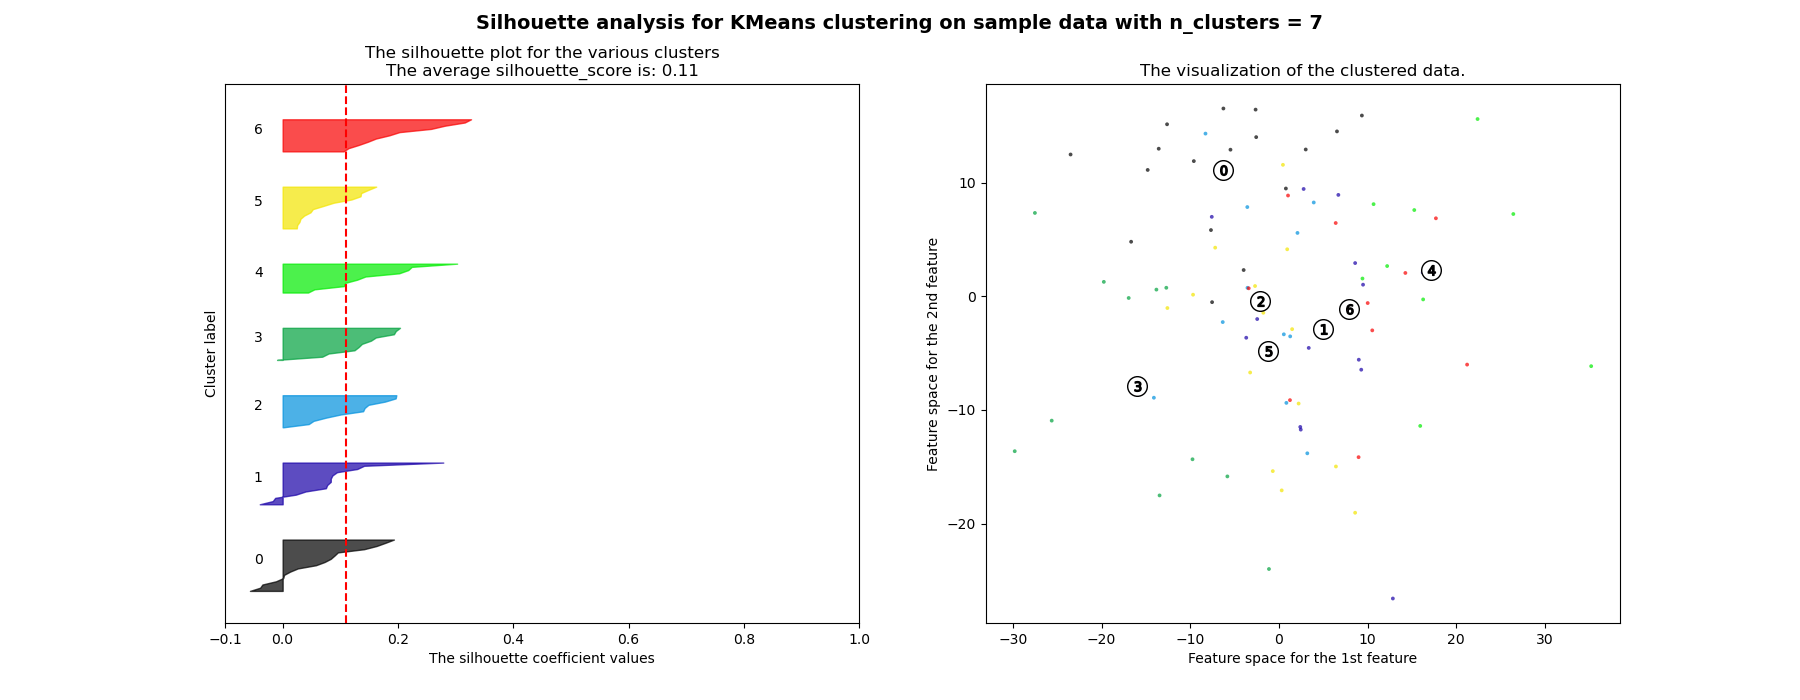 Silhouette analysis for KMeans clustering on sample data with n_clusters = 7
The silhouette plot for the various clusters
The average silhouette_score is: 0.11
6
5
4
3
2
1
0
Cluster label
−0.1 0.0 0.2 0.4 0.6 0.8 1.0
The silhouette coefficient values
The visualization of the clustered data.
10
0
−10
−20
Feature space for the 2nd feature
0
4
2
6
1
5
3
−30 −20 −10 0 10 20 30
Feature space for the 1st feature